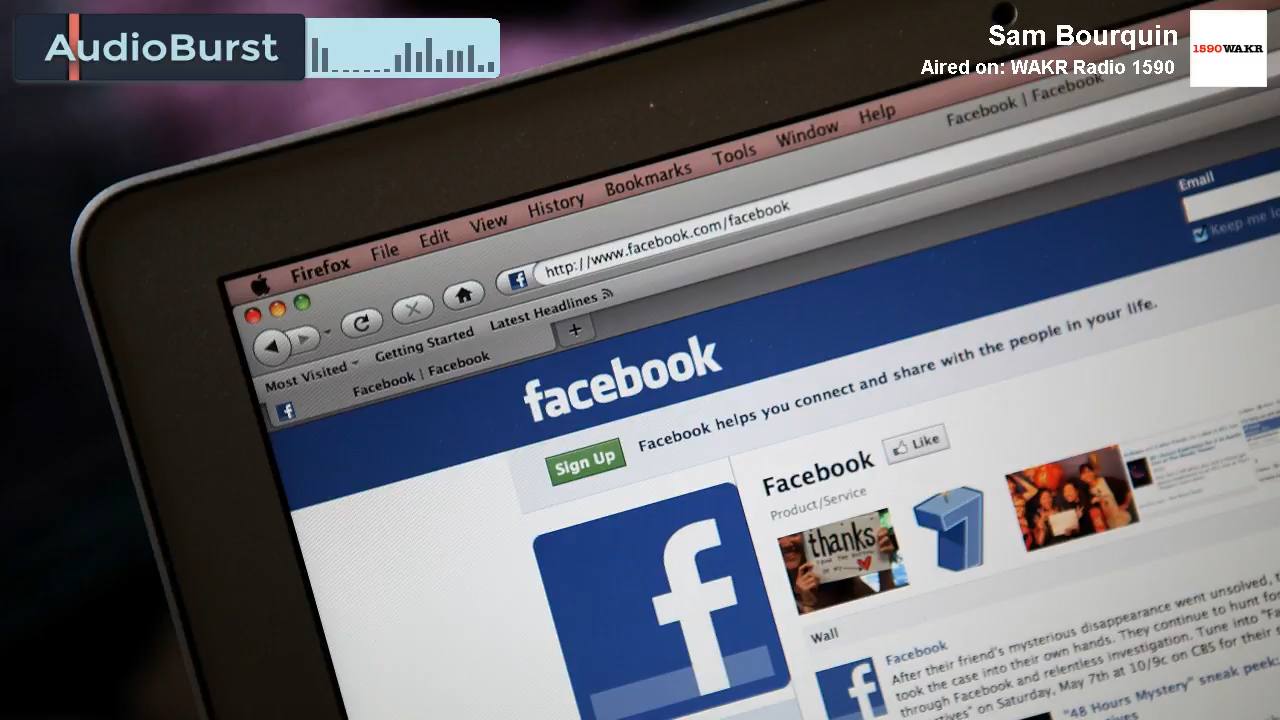 AudioBurst
Sam Bourquin
Aired on: WAKR Radio 1590
1590 WAKR
Firefox File Edit View History Bookmarks Tools Window Help
Facebook | Facebook
http://www.facebook.com/facebook
Most Visited Getting Started Latest Headlines
Facebook | Facebook
Email
Keep me
facebook
Sign Up
Facebook helps you connect and share with the people in your life.
Facebook
Like
Product/Service
thanks
Wall
Facebook
After their friend's mysterious disappearance went unsolved,
took the case into their own hands. They continue to hunt for
through Facebook and relentless investigation. Tune into
on Saturday, May 7th at 10/9c on CBS for their
"48 Hours Mystery" sneak